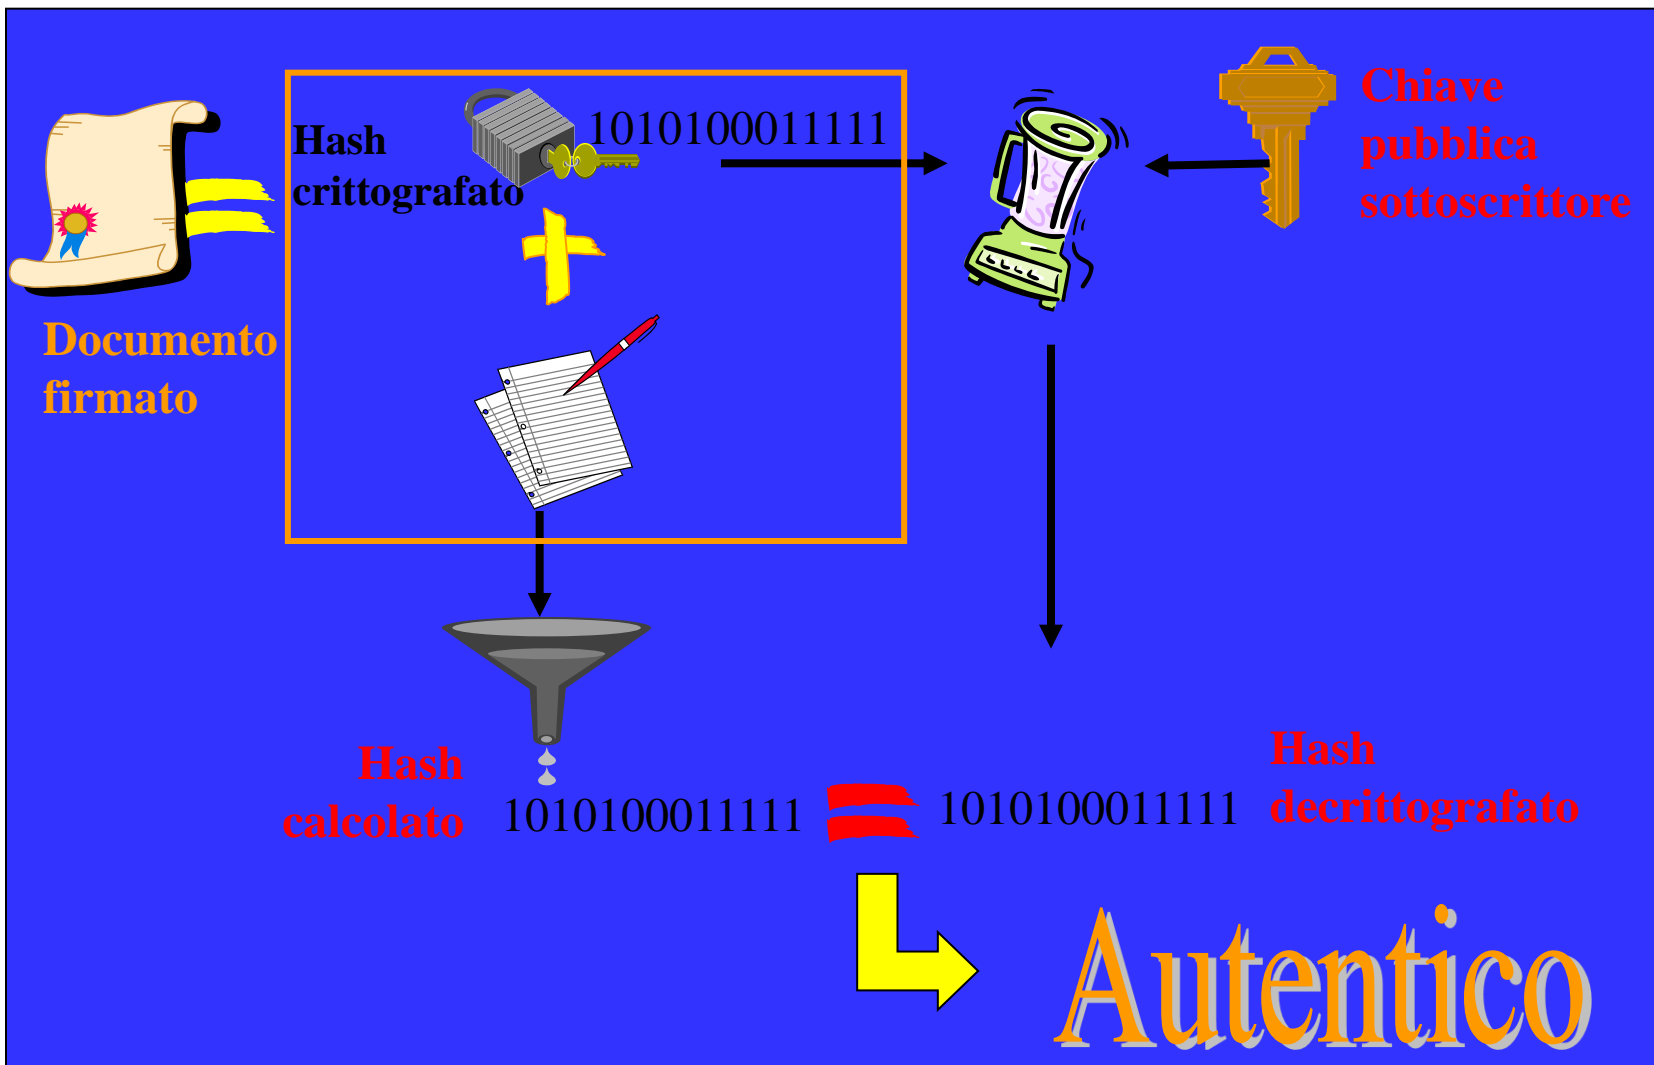 Hash
crittografato
1010100011111
Chiave
pubblica
sottoscrittore
Documento
firmato
Hash
calcolato
1010100011111
1010100011111
Hash
decrittografato
Autentico